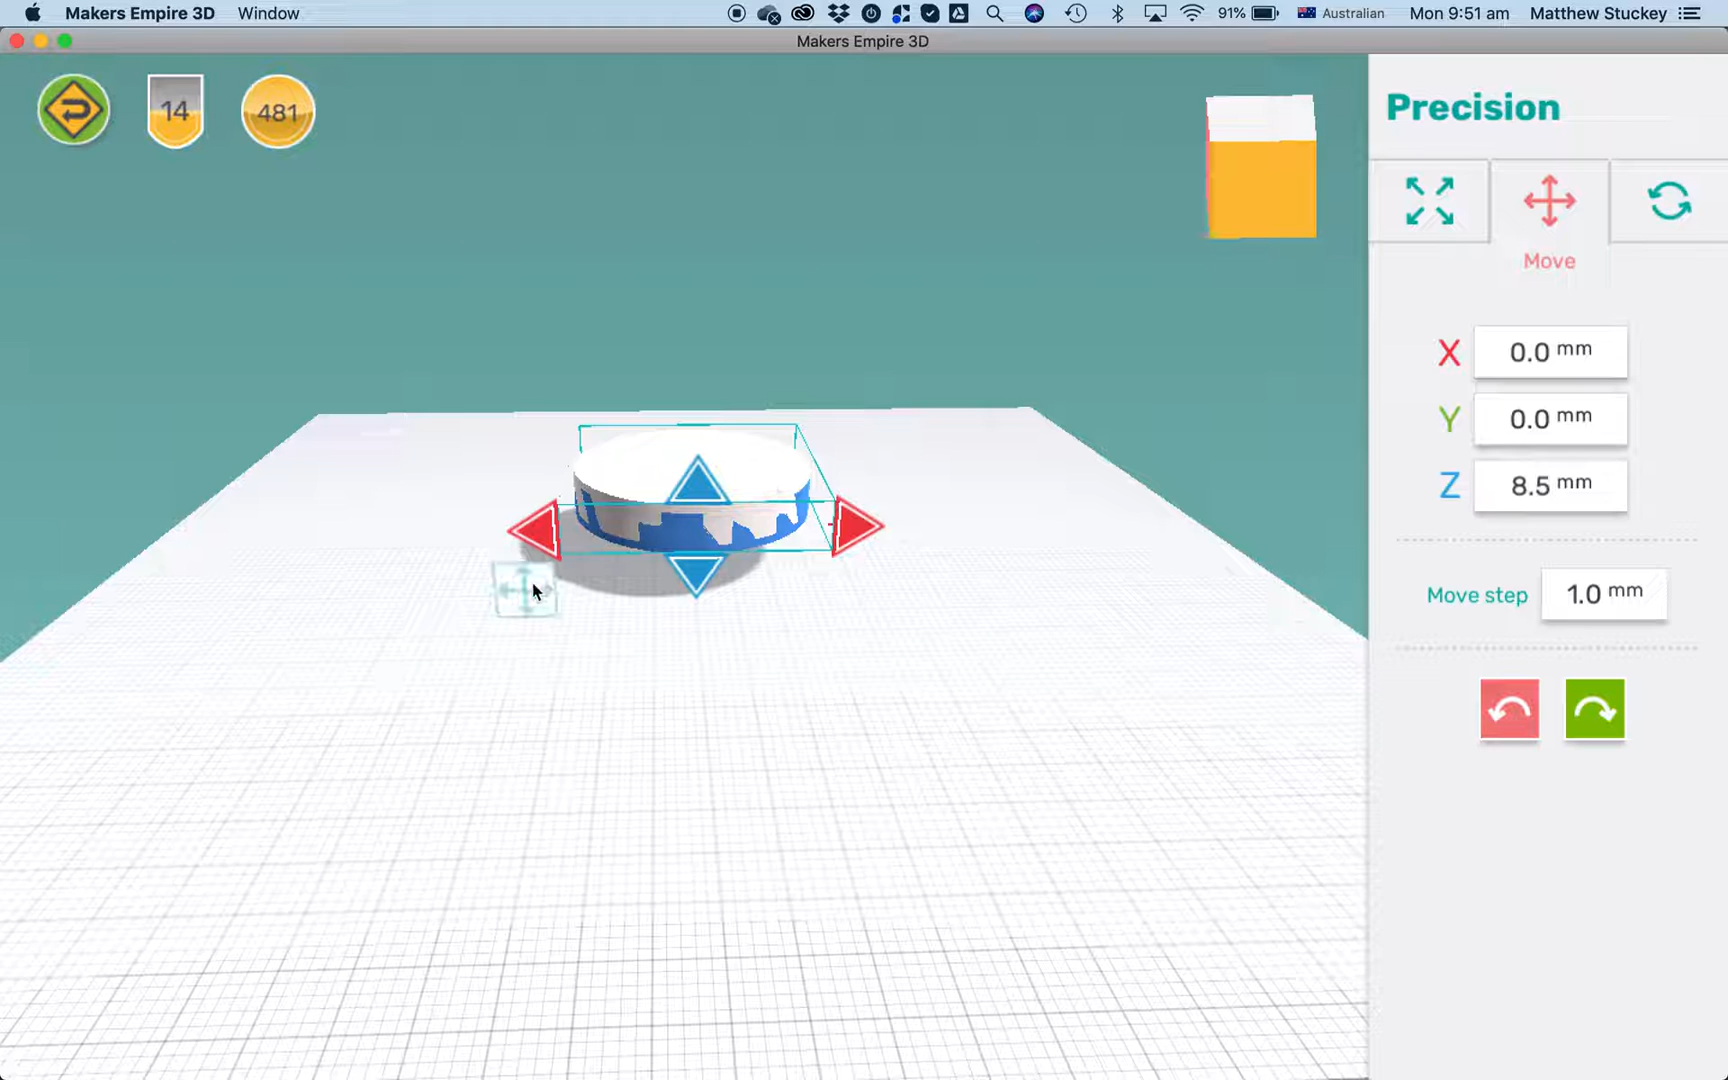 Makers Empire 3D Window 91% Australian Mon 9:51 am Matthew Stuckey
Makers Empire 3D
14 481
Precision
Move
X 0.0 mm
Y 0.0 mm
Z 8.5 mm
Move step 1.0 mm